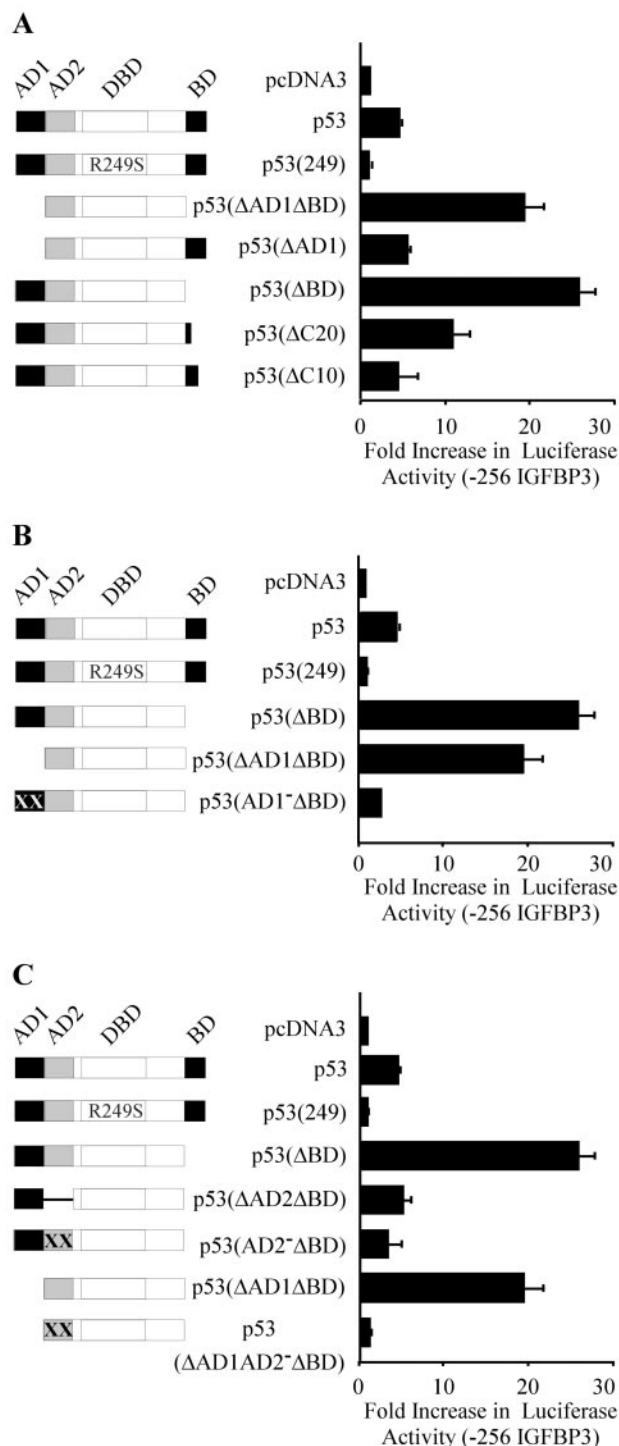 A
AD1 AD2 DBD BD
pcDNA3
p53
R249S p53(249)
p53(ΔAD1ΔBD)
p53(ΔAD1)
p53(ΔBD)
p53(ΔC20)
p53(ΔC10)
0 10 20 30
Fold Increase in Luciferase
Activity (-256 IGFBP3)
B
AD1 AD2 DBD BD
pcDNA3
p53
R249S p53(249)
p53(ΔBD)
p53(ΔAD1ΔBD)
XX p53(AD1⁻ΔBD)
0 10 20 30
Fold Increase in Luciferase
Activity (-256 IGFBP3)
C
AD1 AD2 DBD BD
pcDNA3
p53
R249S p53(249)
p53(ΔBD)
p53(ΔAD2ΔBD)
XX p53(AD2⁻ΔBD)
p53(ΔAD1ΔBD)
XX p53
(ΔAD1AD2⁻ΔBD)
0 10 20 30
Fold Increase in Luciferase
Activity (-256 IGFBP3)